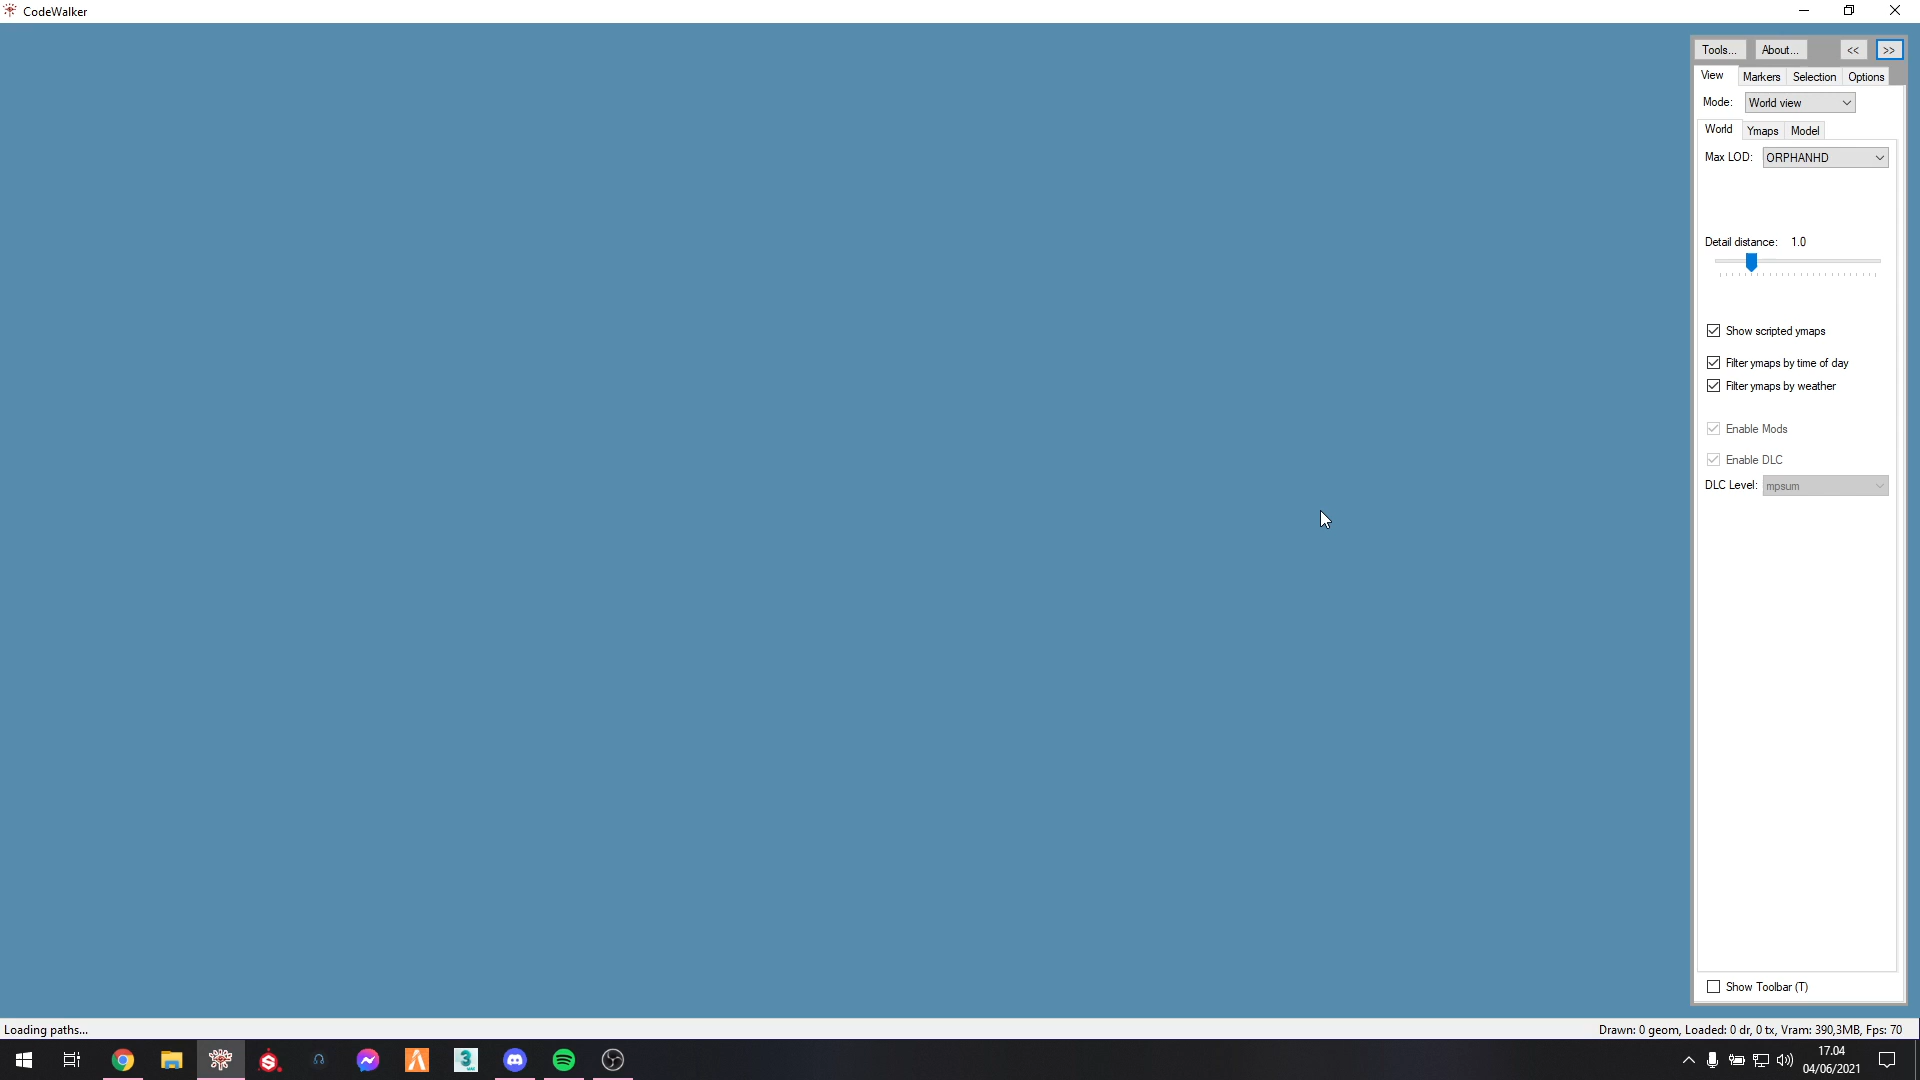 CodeWalker
Tools... About... << >>
View Markers Selection Options
Mode: World view
World Ymaps Model
Max LOD: ORPHANHD
Detail distance: 1.0
Show scripted ymaps
Filter ymaps by time of day
Filter ymaps by weather
Enable Mods
Enable DLC
DLC Level: mpsum
Show Toolbar (T)
Loading paths... Drawn: 0 geom, Loaded: 0 dr, 0 tx, Vram: 390,3MB, Fps: 70
17.04
04/06/2021